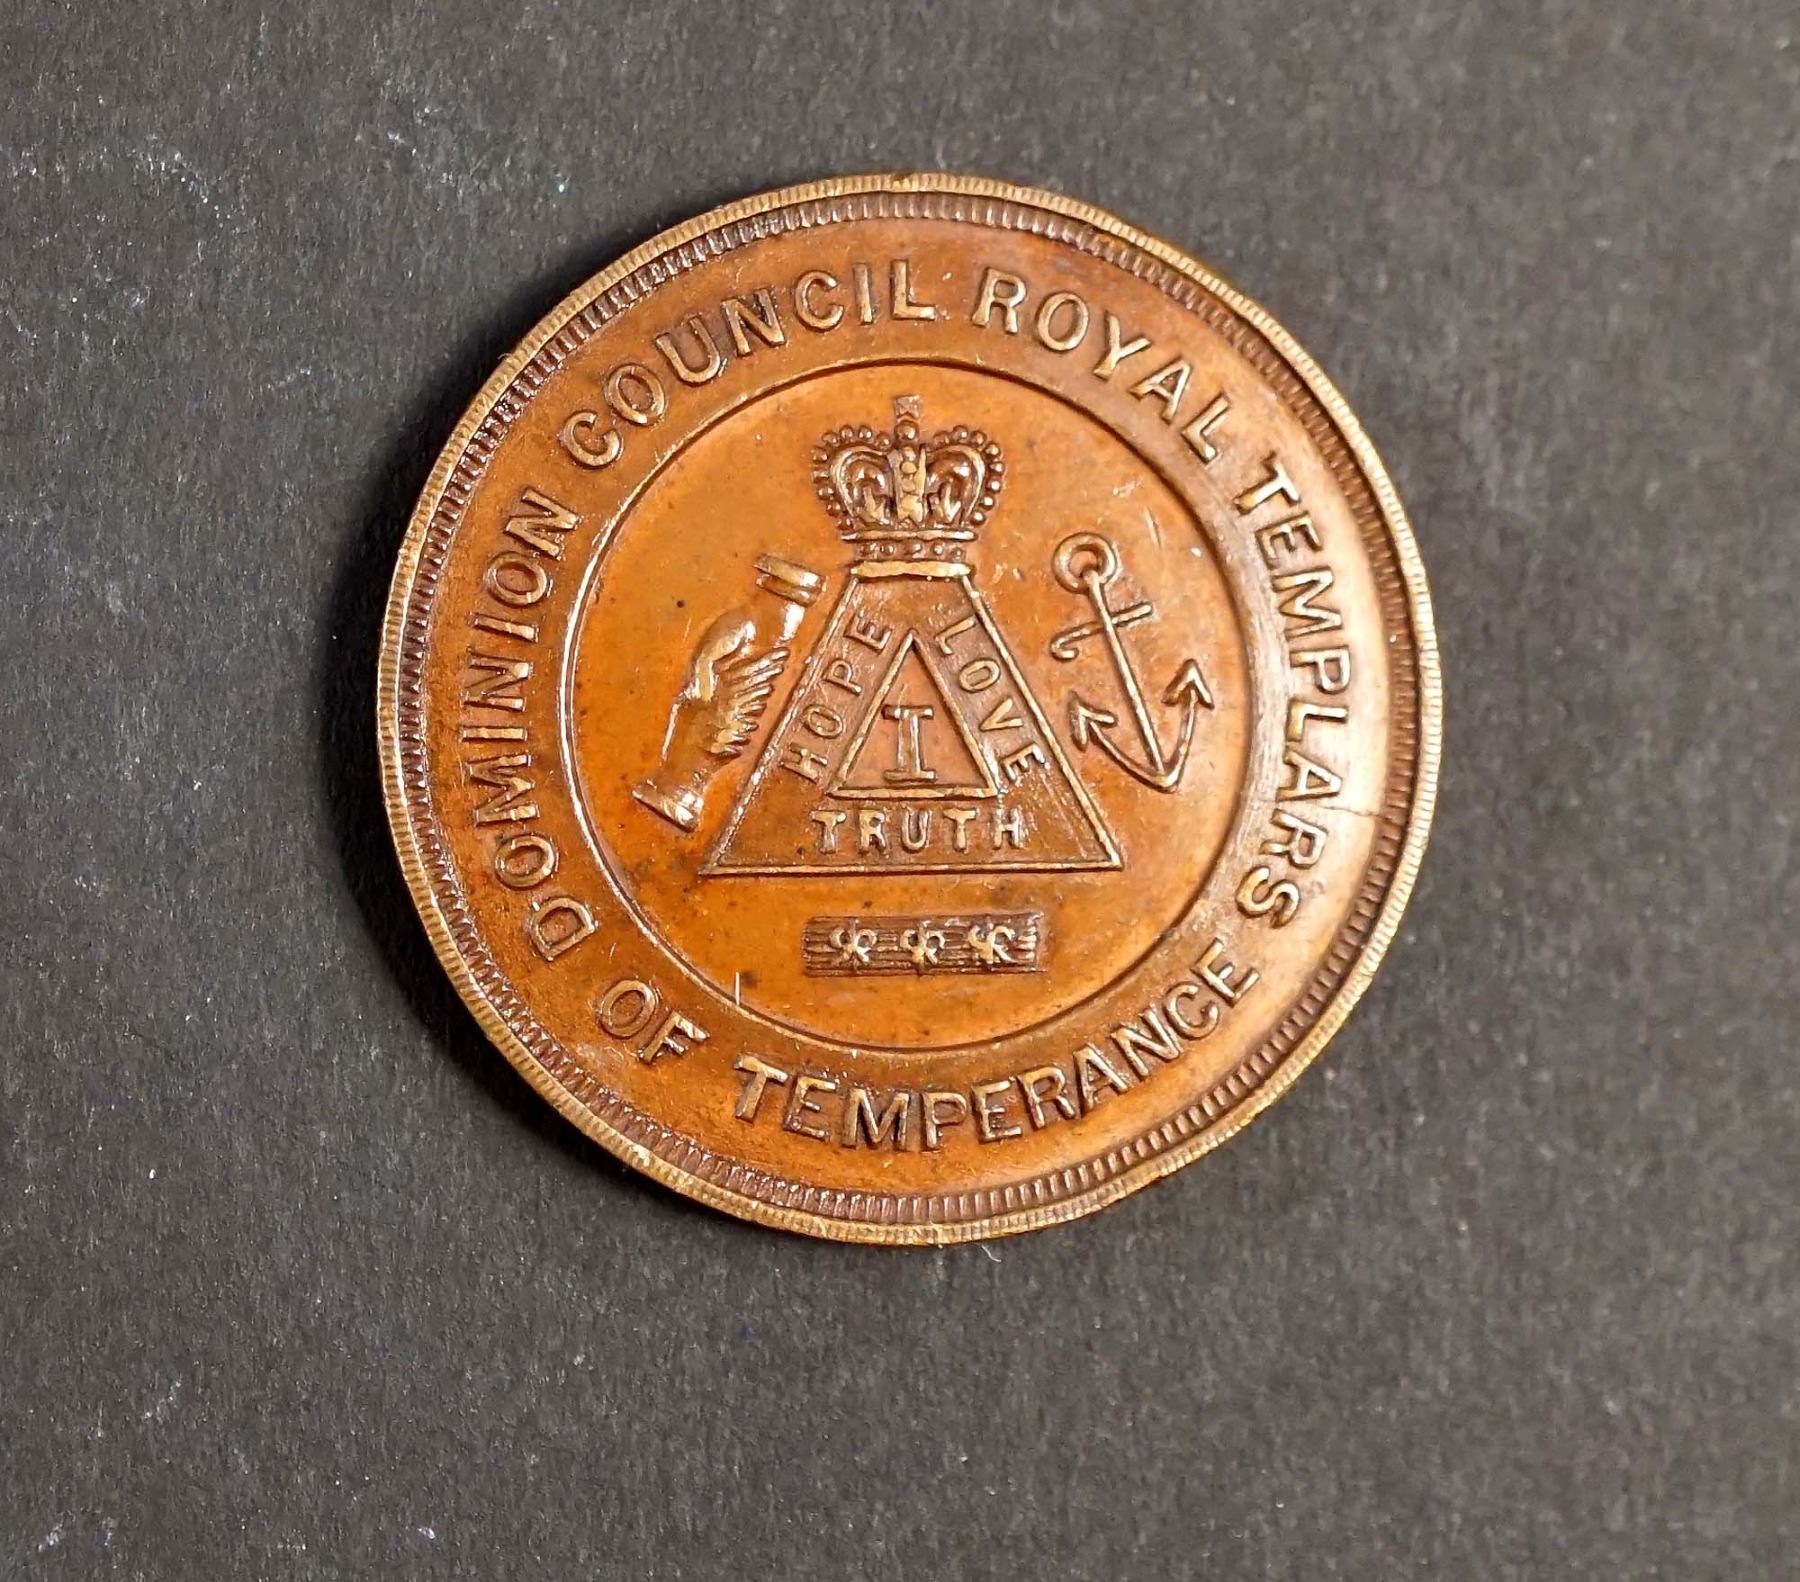 DOMINION COUNCIL ROYAL TEMPLARS
OF TEMPERANCE
HOPE
LOVE
I
TRUTH